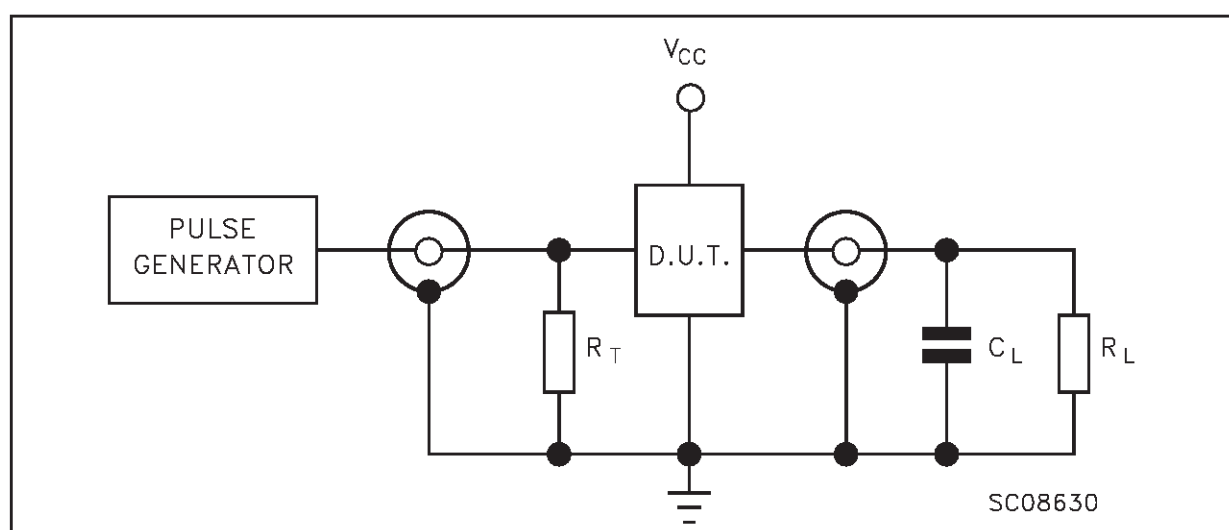 VCC
PULSE
GENERATOR
D.U.T.
RT
CL
RL
SC08630